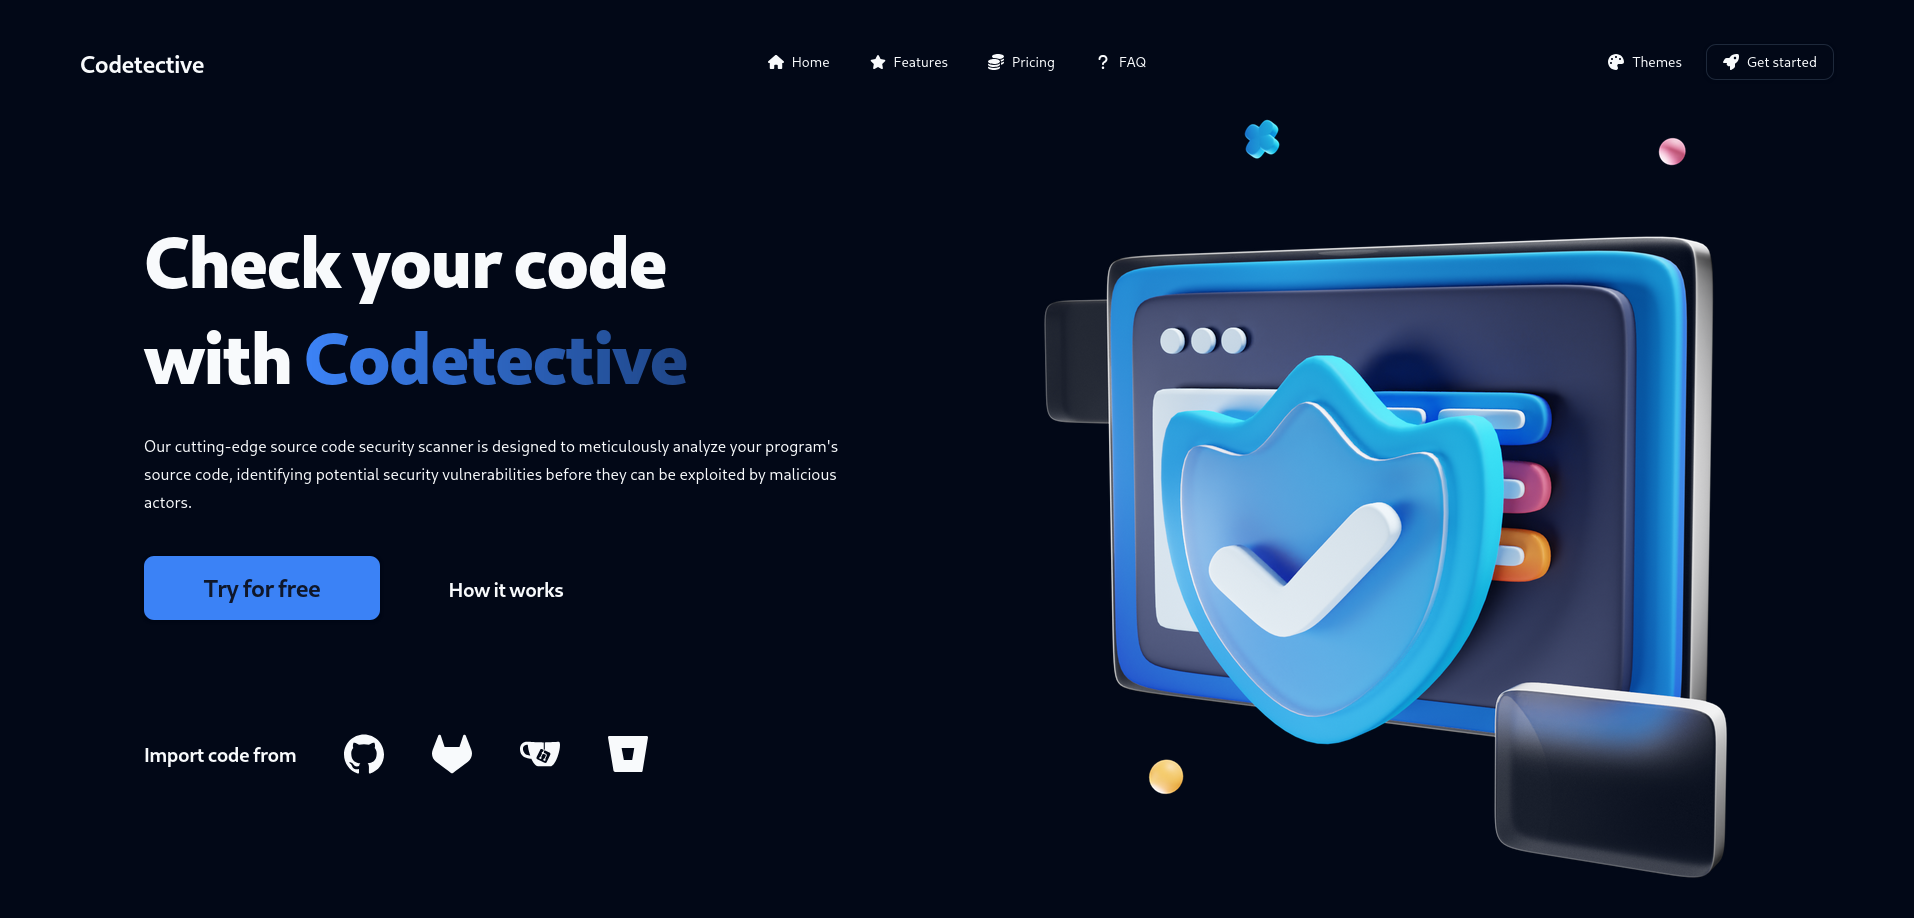 Codetective
Home
Features
Pricing
FAQ
Themes
Get started
Check your code
with Codetective
Our cutting-edge source code security scanner is designed to meticulously analyze your program's
source code, identifying potential security vulnerabilities before they can be exploited by malicious
actors.
Try for free
How it works
Import code from